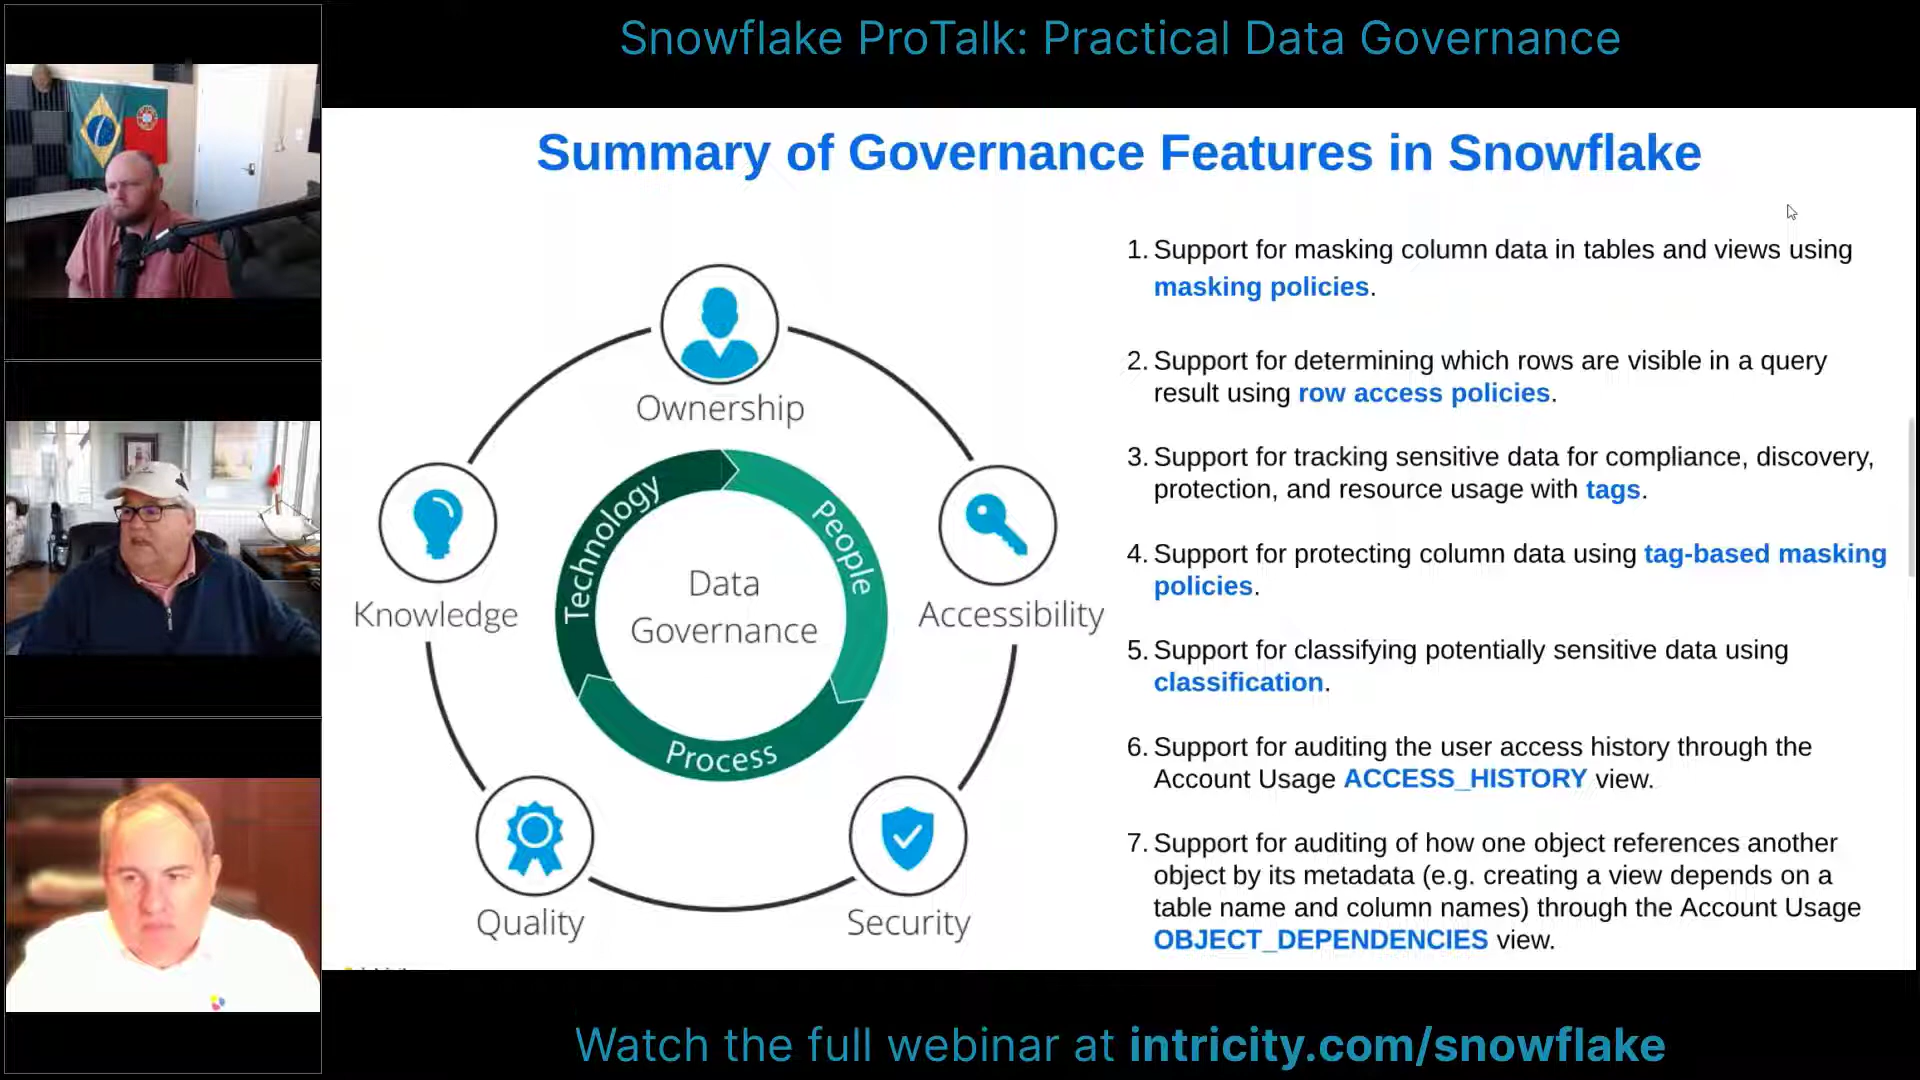 Snowflake ProTalk: Practical Data Governance
Summary of Governance Features in Snowflake
Ownership
Knowledge
Accessibility
Quality
Security
Technology
People
Process
Data
Governance
1. Support for masking column data in tables and views using
masking policies.
2. Support for determining which rows are visible in a query
result using row access policies.
3. Support for tracking sensitive data for compliance, discovery,
protection, and resource usage with tags.
4. Support for protecting column data using tag-based masking
policies.
5. Support for classifying potentially sensitive data using
classification.
6. Support for auditing the user access history through the
Account Usage ACCESS_HISTORY view.
7. Support for auditing of how one object references another
object by its metadata (e.g. creating a view depends on a
table name and column names) through the Account Usage
OBJECT_DEPENDENCIES view.
Watch the full webinar at intricity.com/snowflake